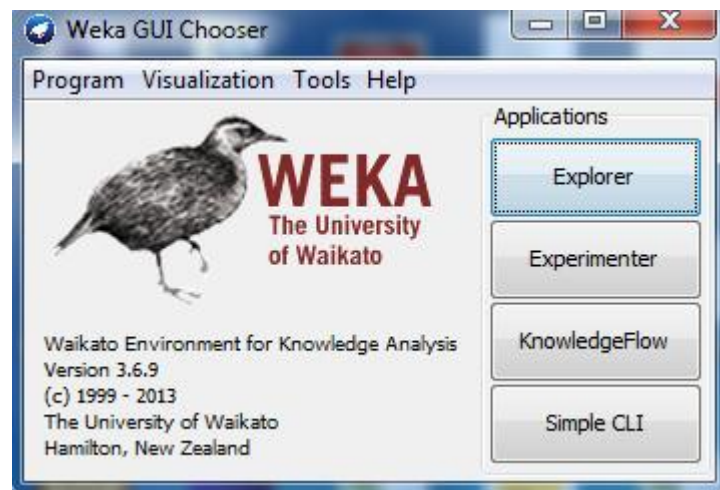 Weka GUI Chooser
Program Visualization Tools Help
WEKA
The University
of Waikato
Waikato Environment for Knowledge Analysis
Version 3.6.9
(c) 1999 - 2013
The University of Waikato
Hamilton, New Zealand
Applications
Explorer
Experimenter
KnowledgeFlow
Simple CLI